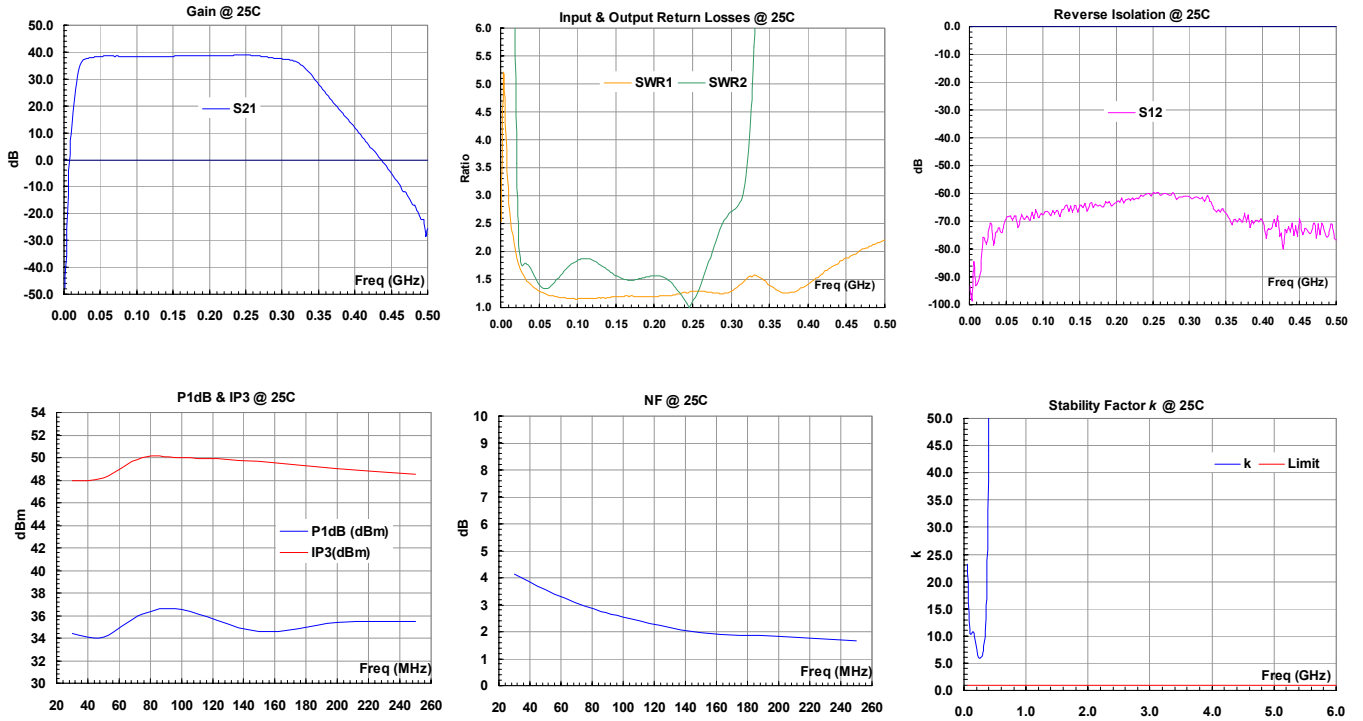 Gain @ 25C
50.0
40.0
30.0
20.0
10.0
0.0
-10.0
-20.0
-30.0
-40.0
-50.0
dB
S21
Freq (GHz)
0.00 0.05 0.10 0.15 0.20 0.25 0.30 0.35 0.40 0.45 0.50
Input & Output Return Losses @ 25C
6.0
5.5
5.0
4.5
4.0
3.5
3.0
2.5
2.0
1.5
1.0
Ratio
SWR1 SWR2
Freq (GHz)
0.00 0.05 0.10 0.15 0.20 0.25 0.30 0.35 0.40 0.45 0.50
Reverse Isolation @ 25C
0.0
-10.0
-20.0
-30.0
-40.0
-50.0
-60.0
-70.0
-80.0
-90.0
-100.0
dB
S12
Freq (GHz)
0.00 0.05 0.10 0.15 0.20 0.25 0.30 0.35 0.40 0.45 0.50
P1dB & IP3 @ 25C
54
52
50
48
46
44
42
40
38
36
34
32
30
dBm
P1dB (dBm)
IP3(dBm)
Freq (MHz)
20 40 60 80 100 120 140 160 180 200 220 240 260
NF @ 25C
10
9
8
7
6
5
4
3
2
1
0
dB
Freq (MHz)
20 40 60 80 100 120 140 160 180 200 220 240 260
Stability Factor k @ 25C
50.0
45.0
40.0
35.0
30.0
25.0
20.0
15.0
10.0
5.0
0.0
k
k Limit
Freq (GHz)
0.0 1.0 2.0 3.0 4.0 5.0 6.0